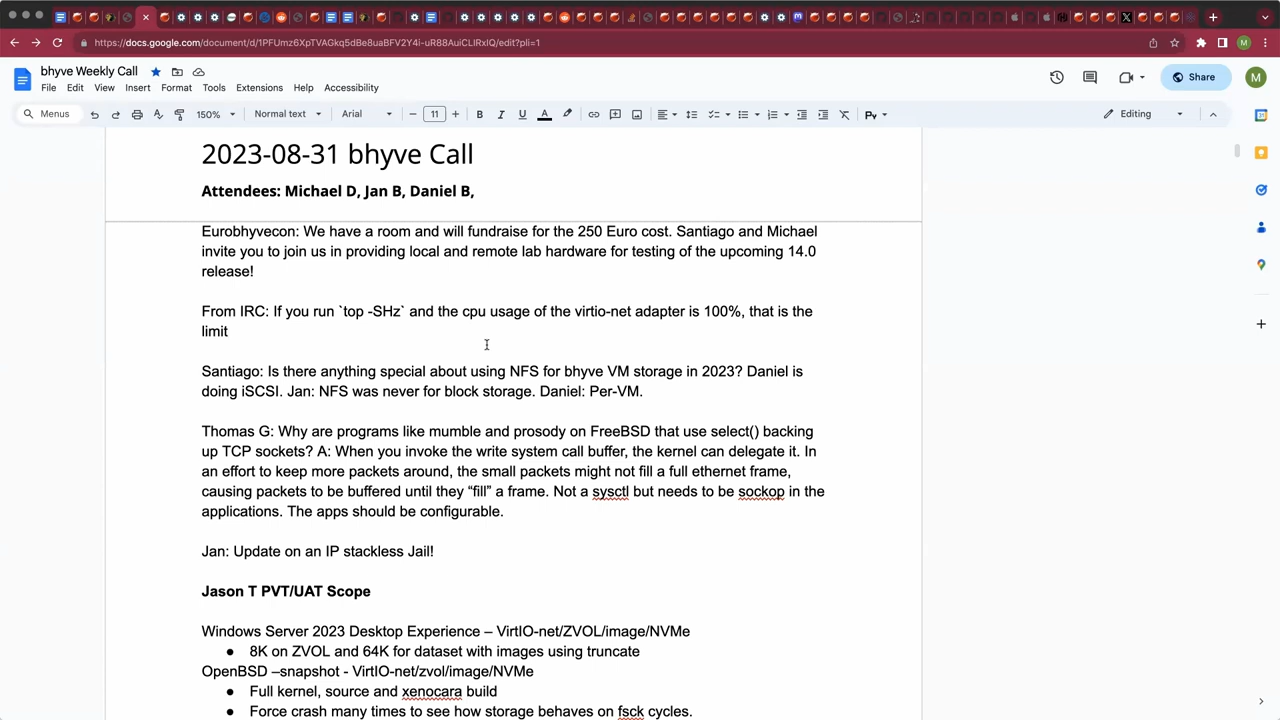 https://docs.google.com/document/d/1PFUmz6XpTVAGkq5dBe8uaBFV2Y4i-uR88AuiCLIRxIQ/edit?pli=1
M
bhyve Weekly Call
File Edit View Insert Format Tools Extensions Help Accessibility
Share
M
Menus
150%
Normal text
Arial
11
B I U A
Editing
2023-08-31 bhyve Call
Attendees: Michael D, Jan B, Daniel B,
Eurobhyvecon: We have a room and will fundraise for the 250 Euro cost. Santiago and Michael
invite you to join us in providing local and remote lab hardware for testing of the upcoming 14.0
release!
From IRC: If you run `top -SHz` and the cpu usage of the virtio-net adapter is 100%, that is the
limit
Santiago: Is there anything special about using NFS for bhyve VM storage in 2023? Daniel is
doing iSCSI. Jan: NFS was never for block storage. Daniel: Per-VM.
Thomas G: Why are programs like mumble and prosody on FreeBSD that use select() backing
up TCP sockets? A: When you invoke the write system call buffer, the kernel can delegate it. In
an effort to keep more packets around, the small packets might not fill a full ethernet frame,
causing packets to be buffered until they “fill” a frame. Not a sysctl but needs to be sockop in the
applications. The apps should be configurable.
Jan: Update on an IP stackless Jail!
Jason T PVT/UAT Scope
Windows Server 2023 Desktop Experience – VirtIO-net/ZVOL/image/NVMe
● 8K on ZVOL and 64K for dataset with images using truncate
OpenBSD –snapshot - VirtIO-net/zvol/image/NVMe
● Full kernel, source and xenocara build
● Force crash many times to see how storage behaves on fsck cycles.